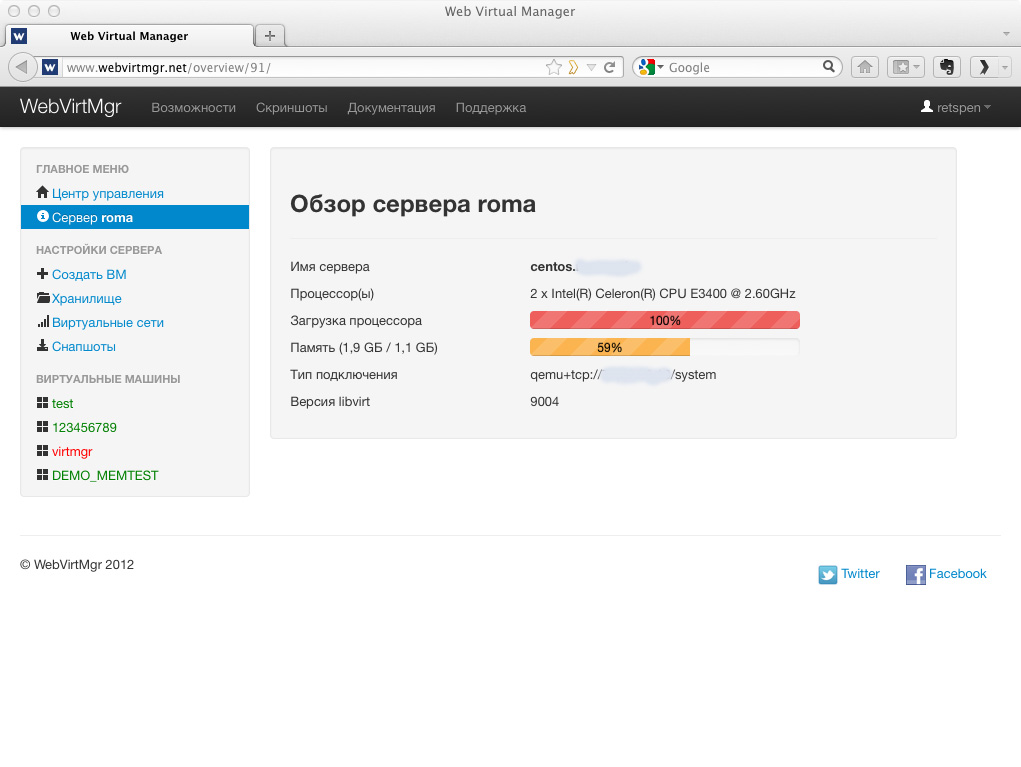 Web Virtual Manager
Web Virtual Manager
www.webvirtmgr.net/overview/91/
Google
WebVirtMgr Возможности Скриншоты Документация Поддержка retspen
ГЛАВНОЕ МЕНЮ
Центр управления
Сервер roma
НАСТРОЙКИ СЕРВЕРА
Создать ВМ
Хранилище
Виртуальные сети
Снапшоты
ВИРТУАЛЬНЫЕ МАШИНЫ
test
123456789
virtmgr
DEMO_MEMTEST
Обзор сервера roma
Имя сервера centos.
Процессор(ы) 2 x Intel(R) Celeron(R) CPU E3400 @ 2.60GHz
Загрузка процессора 100%
Память (1,9 ГБ / 1,1 ГБ) 59%
Тип подключения qemu+tcp:// /system
Версия libvirt 9004
© WebVirtMgr 2012
Twitter Facebook